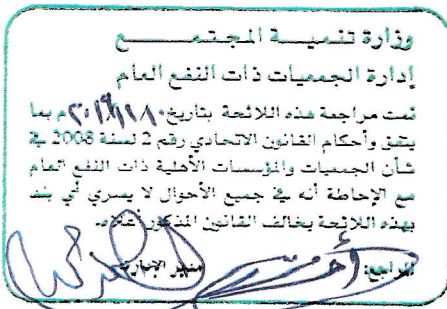 وزارة تنمية المجتمع
إدارة الجمعيات ذات النفع العام
تمت مراجعة هذه اللائحة بتاريخ م بما
يتفق وأحكام القانون الاتحادي رقم 2 لسنة 2008 في
شأن الجمعيات والمؤسسات الأهلية ذات النفع العام
مع الإحاطة أنه في جميع الأحوال لا يسري أي بند
بهذه اللائحة يخالف القانون المذكور أعلاه.
المراجع: مدير الإدارة